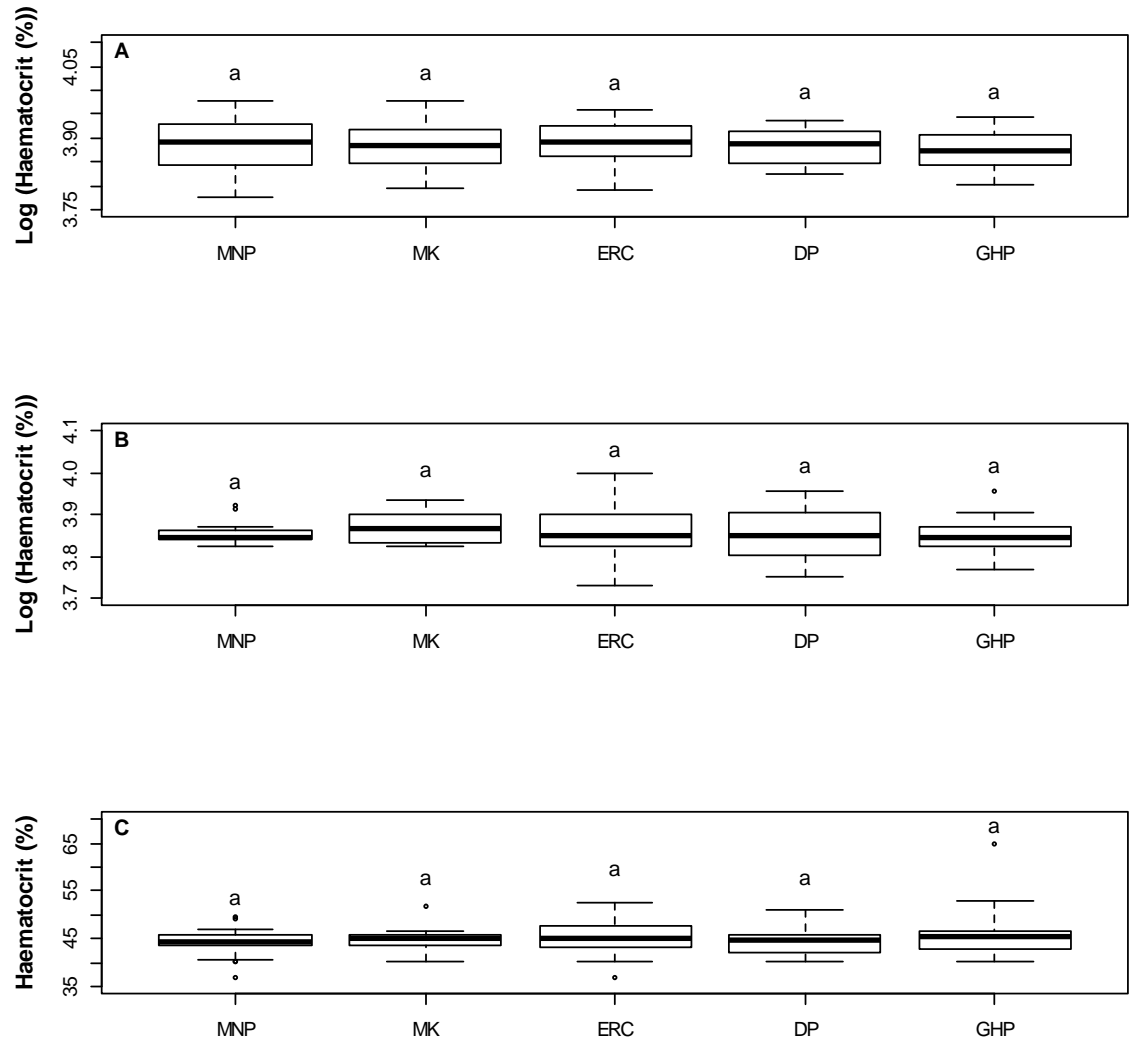 Log (Haematocrit (%))
4.05
3.90
3.75
A
a a a a a
MNP MK ERC DP GHP
Log (Haematocrit (%))
4.1
4.0
3.9
3.8
3.7
B
a a a a a
MNP MK ERC DP GHP
Haematocrit (%)
65
55
45
35
C
a a a a a
MNP MK ERC DP GHP